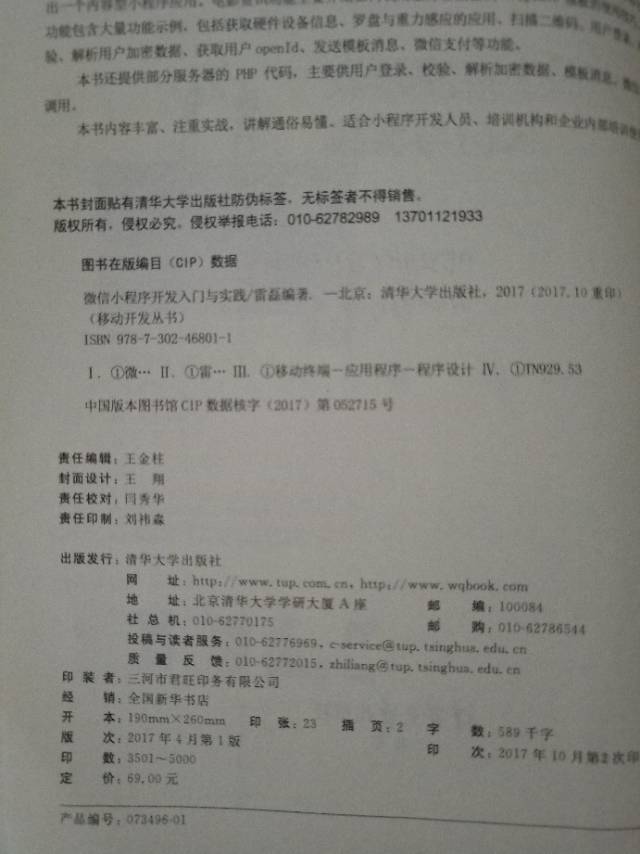 出一个内容型小程序应用。
功能包含大量功能示例，包括获取硬件设备信息、罗盘与重力感应的应用、扫描二维码、用户登录、
验、解析用户加密数据、获取用户 openId、发送模板消息、微信支付等功能。
本书还提供部分服务器的 PHP 代码，主要供用户登录、校验、解析加密数据、模板消息、微信
调用。
本书内容丰富、注重实战，讲解通俗易懂、适合小程序开发人员、培训机构和企业内部培训使
本书封面贴有清华大学出版社防伪标签，无标签者不得销售。
版权所有，侵权必究。侵权举报电话：010-62782989 13701121933
图书在版编目（CIP）数据
微信小程序开发入门与实践/雷磊编著. —北京：清华大学出版社，2017（2017.10 重印）
（移动开发丛书）
ISBN 978-7-302-46801-1
Ⅰ. ①微… Ⅱ. ①雷… Ⅲ. ①移动终端－应用程序－程序设计 Ⅳ. ①TN929.53
中国版本图书馆 CIP 数据核字（2017）第 052715 号
责任编辑：王金柱
封面设计：王 翔
责任校对：闫秀华
责任印制：刘祎淼
出版发行：清华大学出版社
网 址：http://www.tup.com.cn，http://www.wqbook.com
地 址：北京清华大学学研大厦 A 座 邮 编：100084
社 总 机：010-62770175 邮 购：010-62786544
投稿与读者服务：010-62776969，c-service@tup.tsinghua.edu.cn
质 量 反 馈：010-62772015，zhiliang@tup.tsinghua.edu.cn
印 装 者：三河市君旺印务有限公司
经 销：全国新华书店
开 本：190mm×260mm 印 张：23 插 页：2 字 数：589 千字
版 次：2017 年 4 月第 1 版 印 次：2017 年 10 月第 2 次印
印 数：3501～5000
定 价：69.00 元
产品编号：073496-01